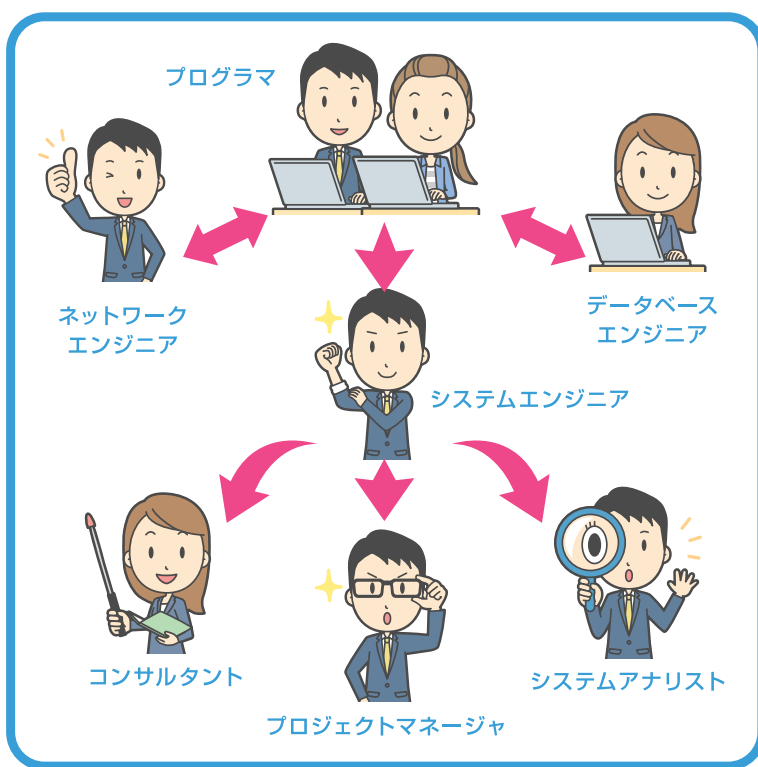 プログラマ
ネットワーク
エンジニア
データベース
エンジニア
システムエンジニア
コンサルタント
プロジェクトマネージャ
システムアナリスト